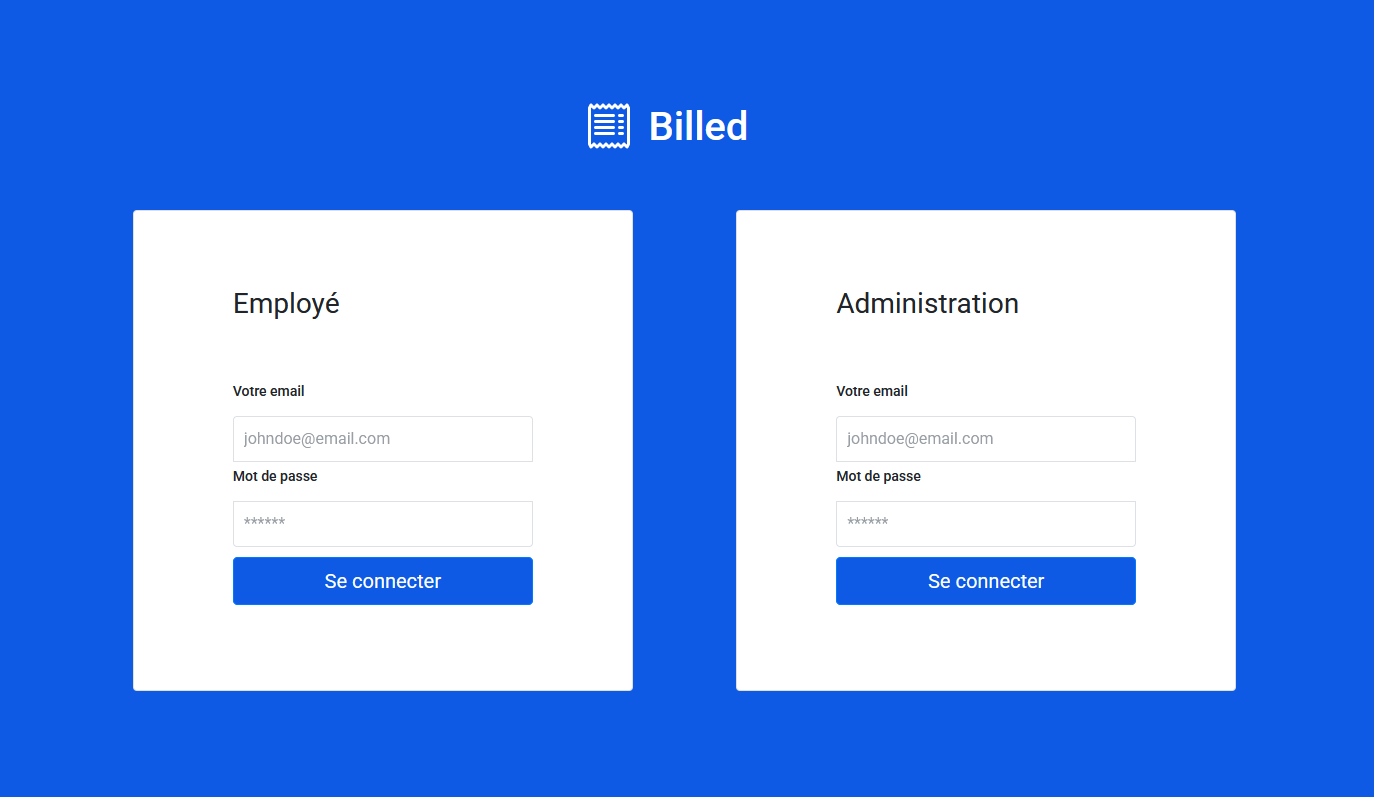 Billed
Employé
Votre email
johndoe@email.com
Mot de passe
******
Se connecter
Administration
Votre email
johndoe@email.com
Mot de passe
******
Se connecter